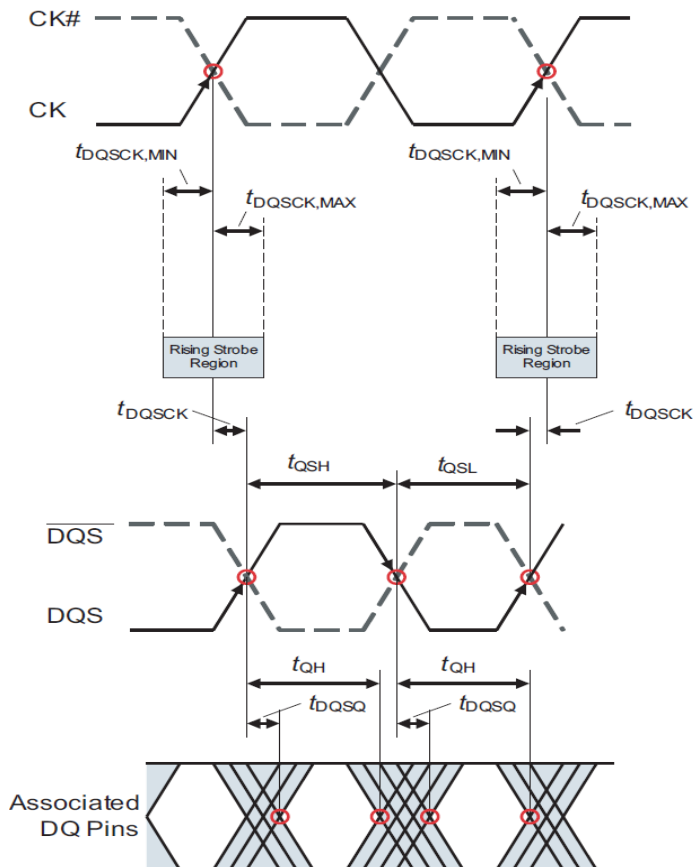 CK#
CK
tDQSCK,MIN
tDQSCK,MIN
tDQSCK,MAX
tDQSCK,MAX
Rising Strobe
Region
Rising Strobe
Region
tDQSCK
tDQSCK
tQSH
tQSL
DQS
DQS
tQH
tQH
tDQSQ
tDQSQ
Associated
DQ Pins